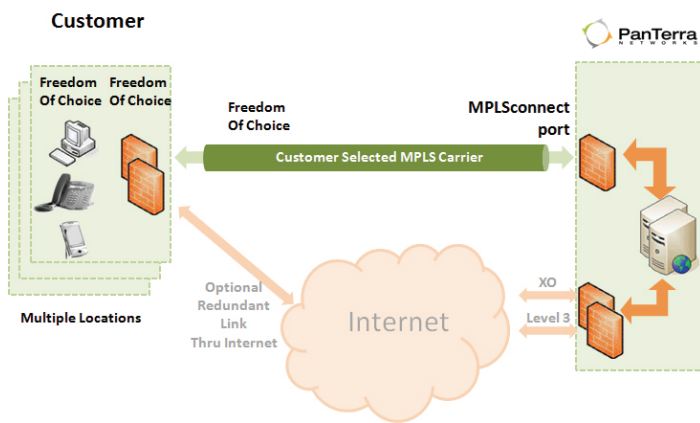 Customer
PanTerra
NETWORKS
Freedom
Of Choice
Freedom
Of Choice
Freedom
Of Choice
MPLSconnect
port
Customer Selected MPLS Carrier
Optional
Redundant
Link
Thru Internet
Internet
XO
Level 3
Multiple Locations